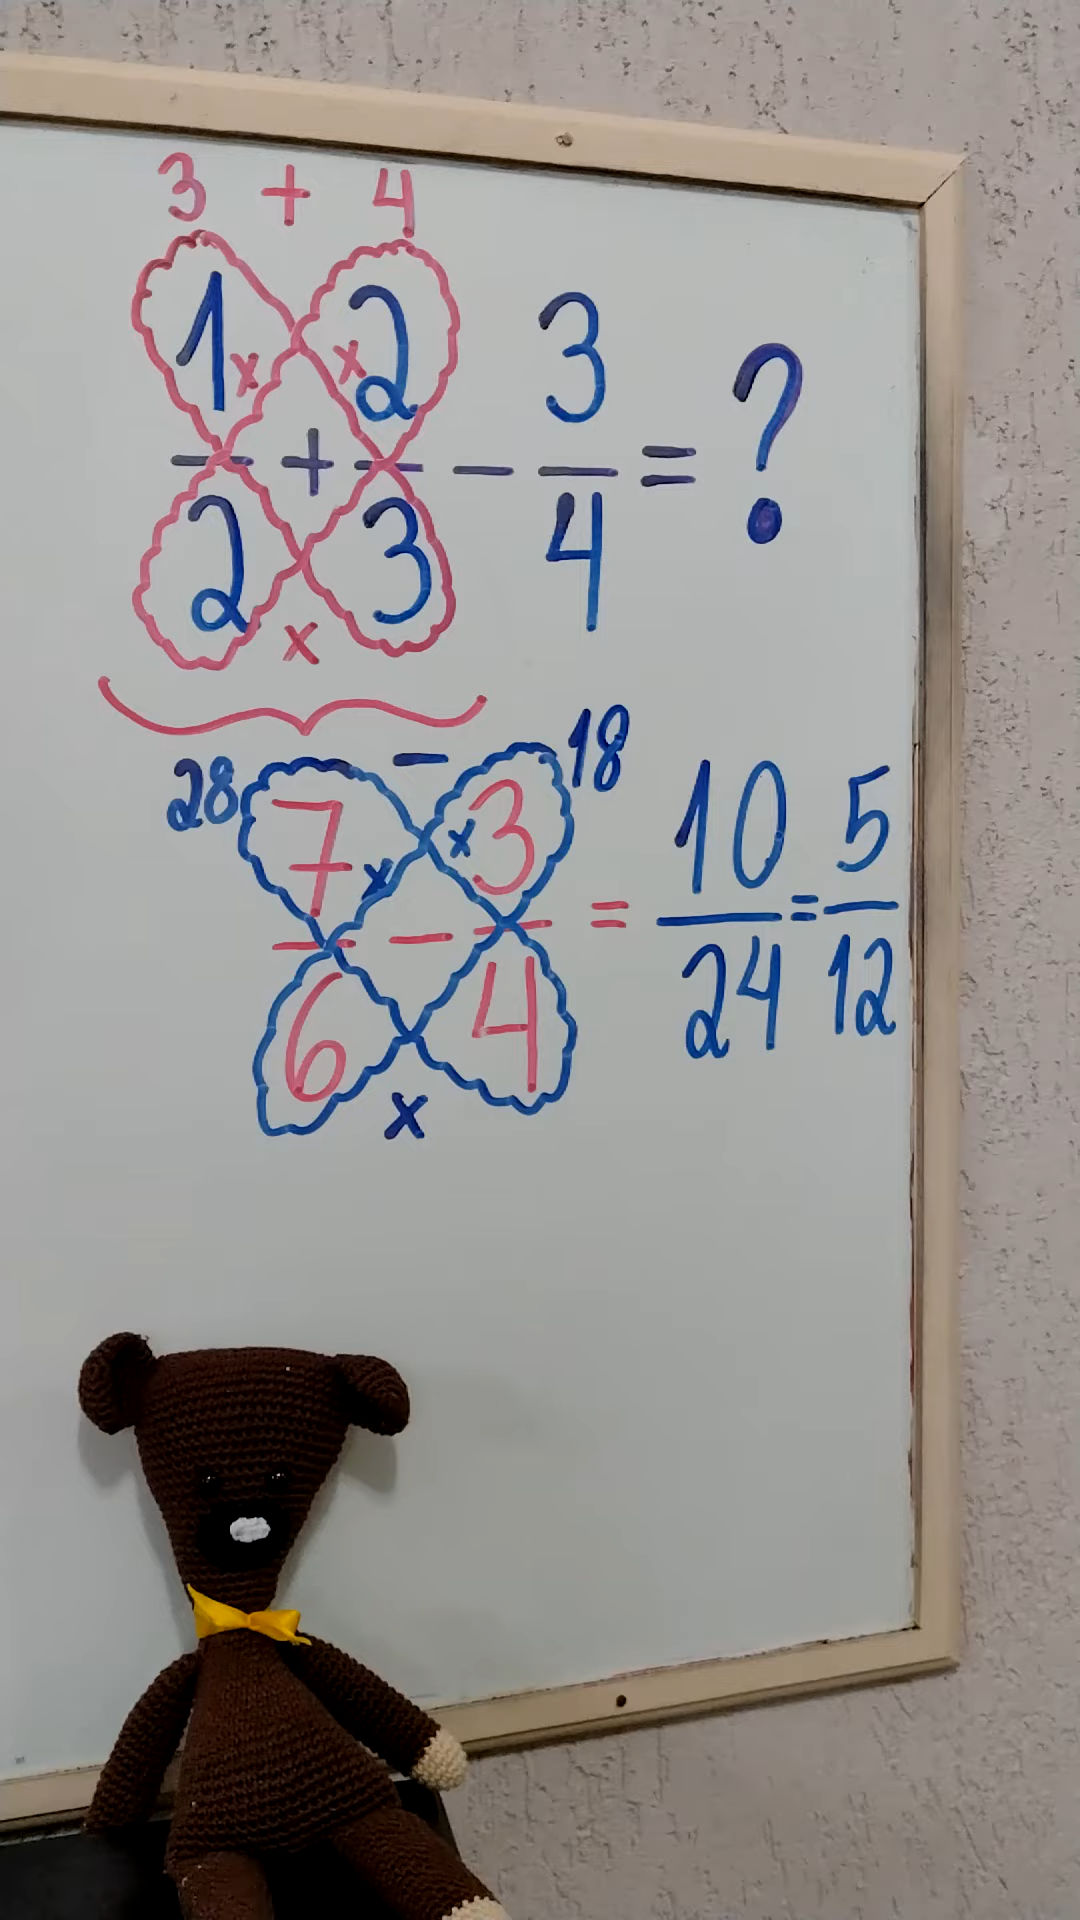 3 + 4
1 × × 2 3
— + — − — = ?
2 × 3 4
28 − 18
7 × × 3 10 5
— − — = — = —
6 × 4 24 12